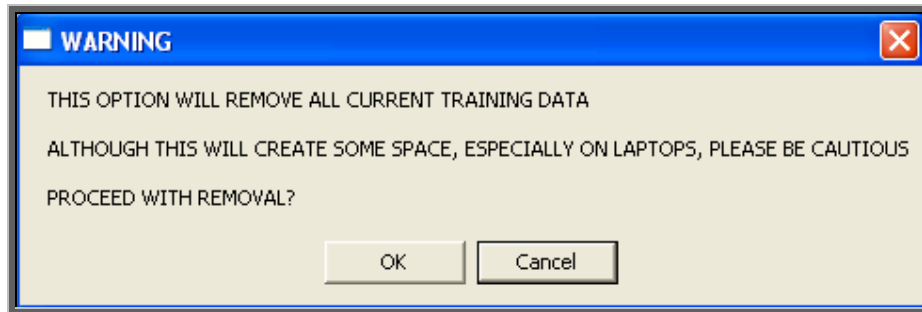 WARNING
THIS OPTION WILL REMOVE ALL CURRENT TRAINING DATA
ALTHOUGH THIS WILL CREATE SOME SPACE, ESPECIALLY ON LAPTOPS, PLEASE BE CAUTIOUS
PROCEED WITH REMOVAL?
OK Cancel